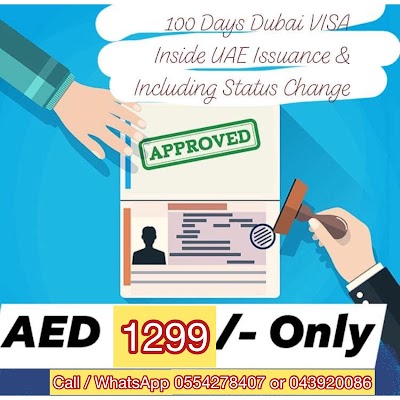 100 Days Dubai VISA
Inside UAE Issuance &
Including Status Change
APPROVED
AED 1299/- Only
Call / WhatsApp 0554278407 or 043920086